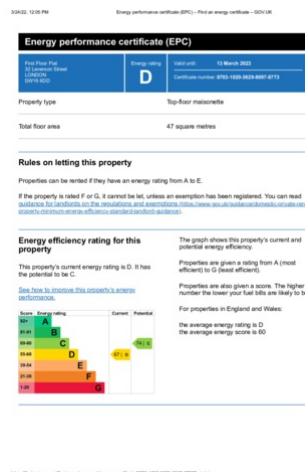 3/24/22, 12:05 PM Energy performance certificate (EPC) – Find an energy certificate – GOV.UK
Energy performance certificate (EPC)
First Floor Flat
32 Leverson Street
LONDON
SW16 6DD
Energy rating
D
Valid until: 13 March 2023
Certificate number:
Property type Top-floor maisonette
Total floor area 47 square metres
Rules on letting this property
Properties can be rented if they have an energy rating from A to E.
If the property is rated F or G, it cannot be let, unless an exemption has been registered. You can read
guidance for landlords on the regulations and exemptions
Energy efficiency rating for this
property
This property's current energy rating is D. It has
the potential to be C.
See how to improve this property's energy
performance.
The graph shows this property's current and
potential energy efficiency.
Properties are given a rating from A (most
efficient) to G (least efficient).
Properties are also given a score. The higher
number the lower your fuel bills are likely to b
For properties in England and Wales:
the average energy rating is D
the average energy score is 60
Score Energy rating Current Potential
92+ A
81-91 B
69-80 C
55-68 D
39-54 E
21-38 F
1-20 G